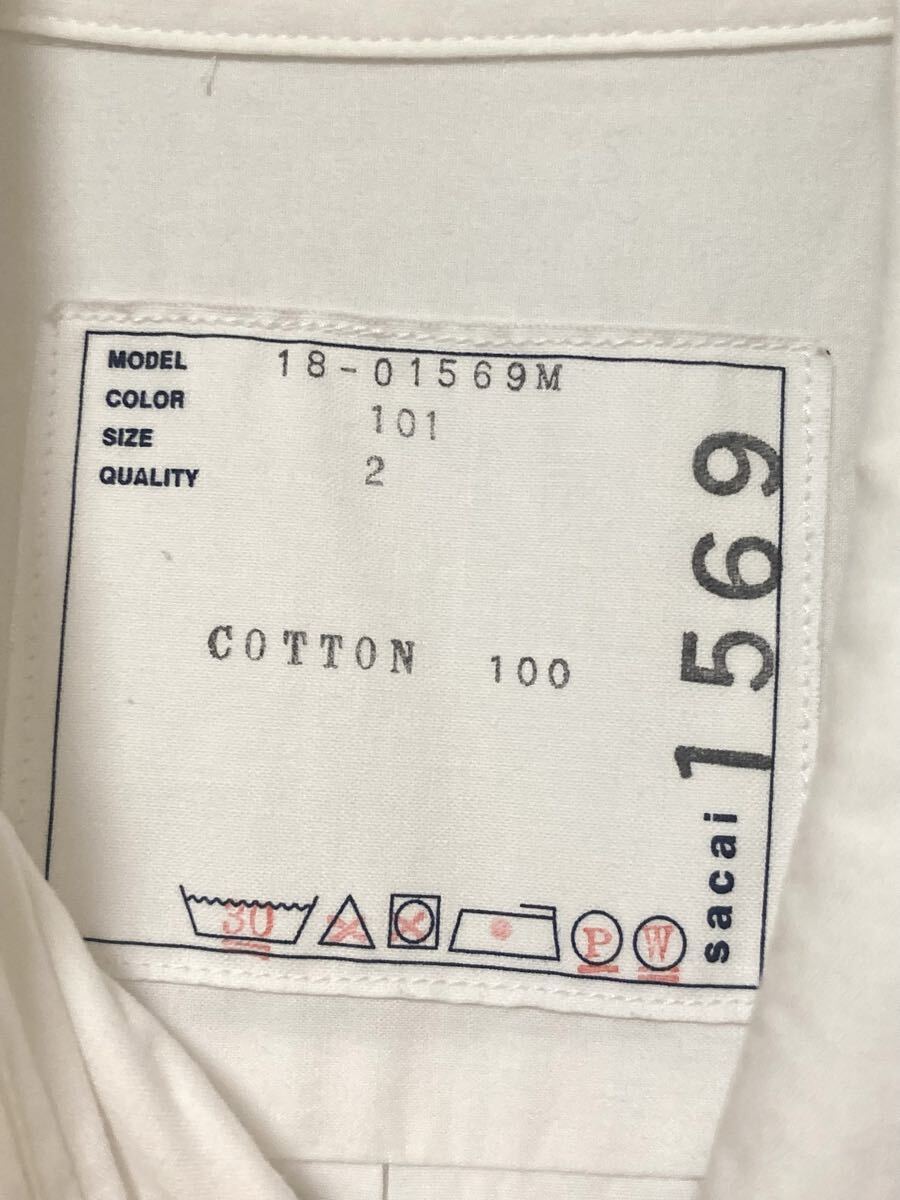 MODEL 18-01569M
COLOR 101
SIZE 2
QUALITY
COTTON 100
30
P
W
sacai 1569